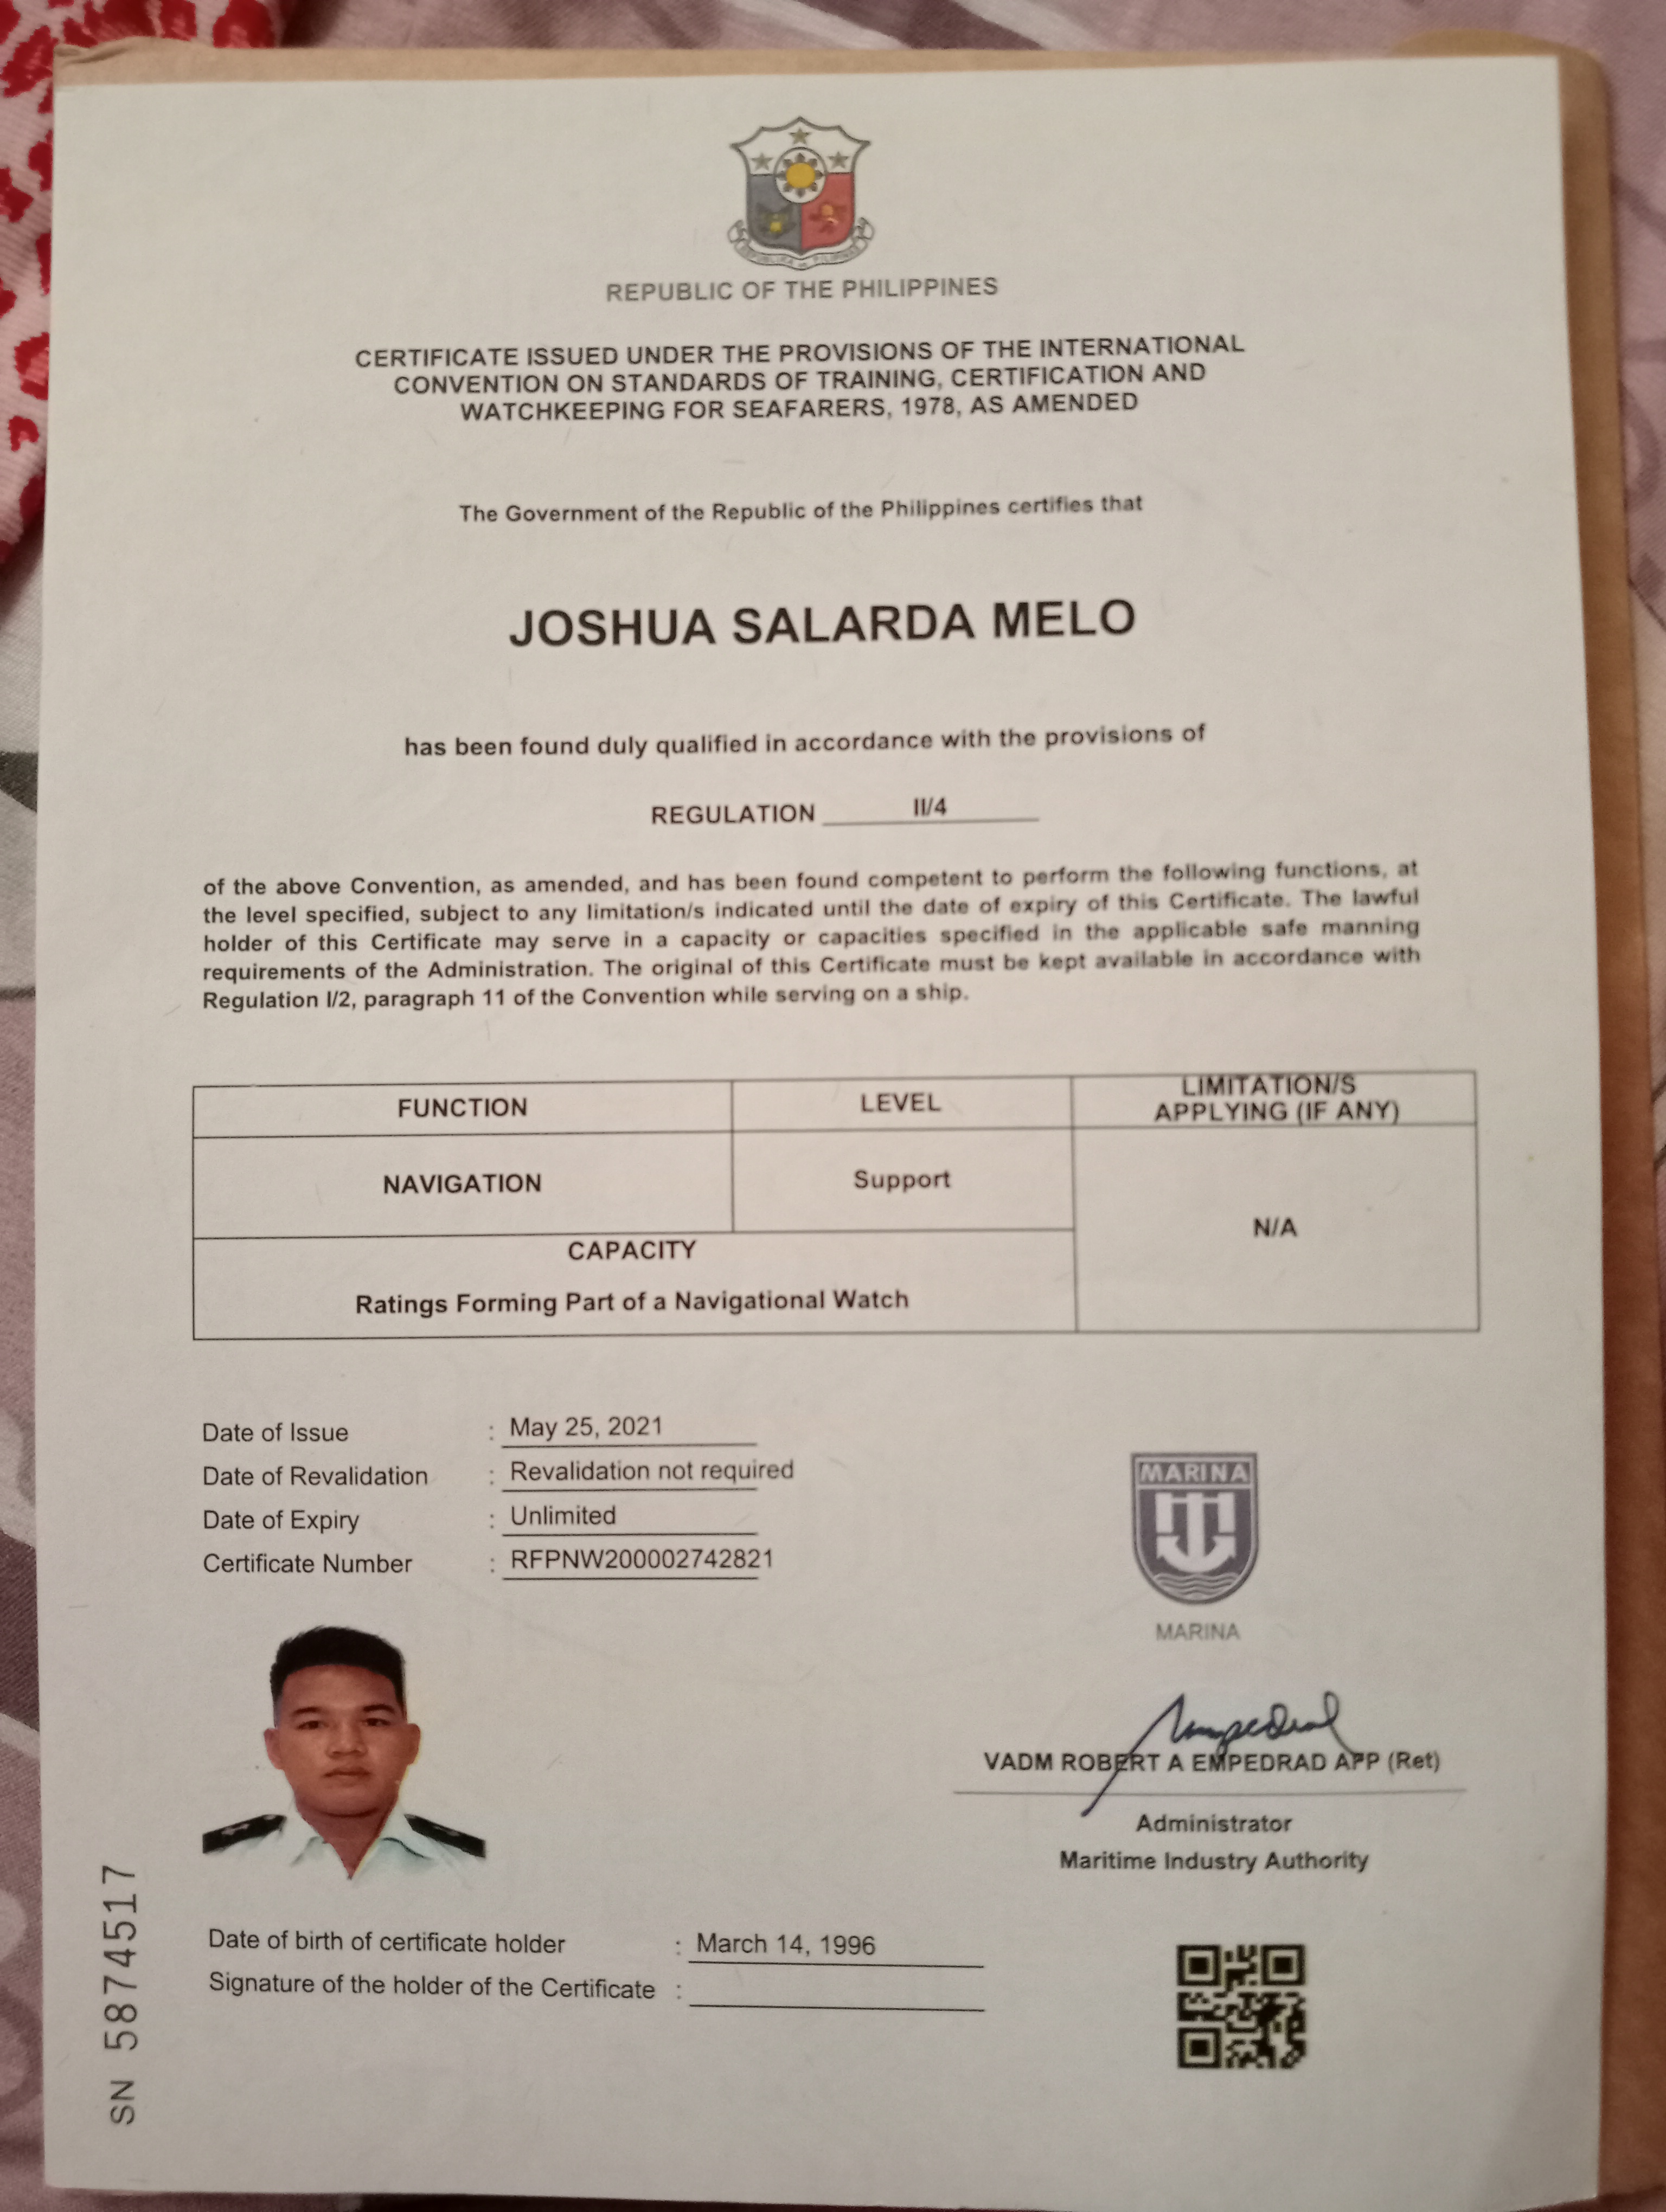 REPUBLIKA NG PILIPINAS
REPUBLIC OF THE PHILIPPINES
CERTIFICATE ISSUED UNDER THE PROVISIONS OF THE INTERNATIONAL
CONVENTION ON STANDARDS OF TRAINING, CERTIFICATION AND
WATCHKEEPING FOR SEAFARERS, 1978, AS AMENDED
The Government of the Republic of the Philippines certifies that
JOSHUA SALARDA MELO
has been found duly qualified in accordance with the provisions of
REGULATION II/4
of the above Convention, as amended, and has been found competent to perform the following functions, at
the level specified, subject to any limitation/s indicated until the date of expiry of this Certificate. The lawful
holder of this Certificate may serve in a capacity or capacities specified in the applicable safe manning
requirements of the Administration. The original of this Certificate must be kept available in accordance with
Regulation I/2, paragraph 11 of the Convention while serving on a ship.
FUNCTION LEVEL LIMITATION/S
APPLYING (IF ANY)
NAVIGATION Support N/A
CAPACITY
Ratings Forming Part of a Navigational Watch
Date of Issue : May 25, 2021
Date of Revalidation : Revalidation not required
Date of Expiry : Unlimited
Certificate Number : RFPNW200002742821
MARINA
MARINA
VADM ROBERT A EMPEDRAD AFP (Ret)
Administrator
Maritime Industry Authority
Date of birth of certificate holder : March 14, 1996
Signature of the holder of the Certificate :
SN 5874517